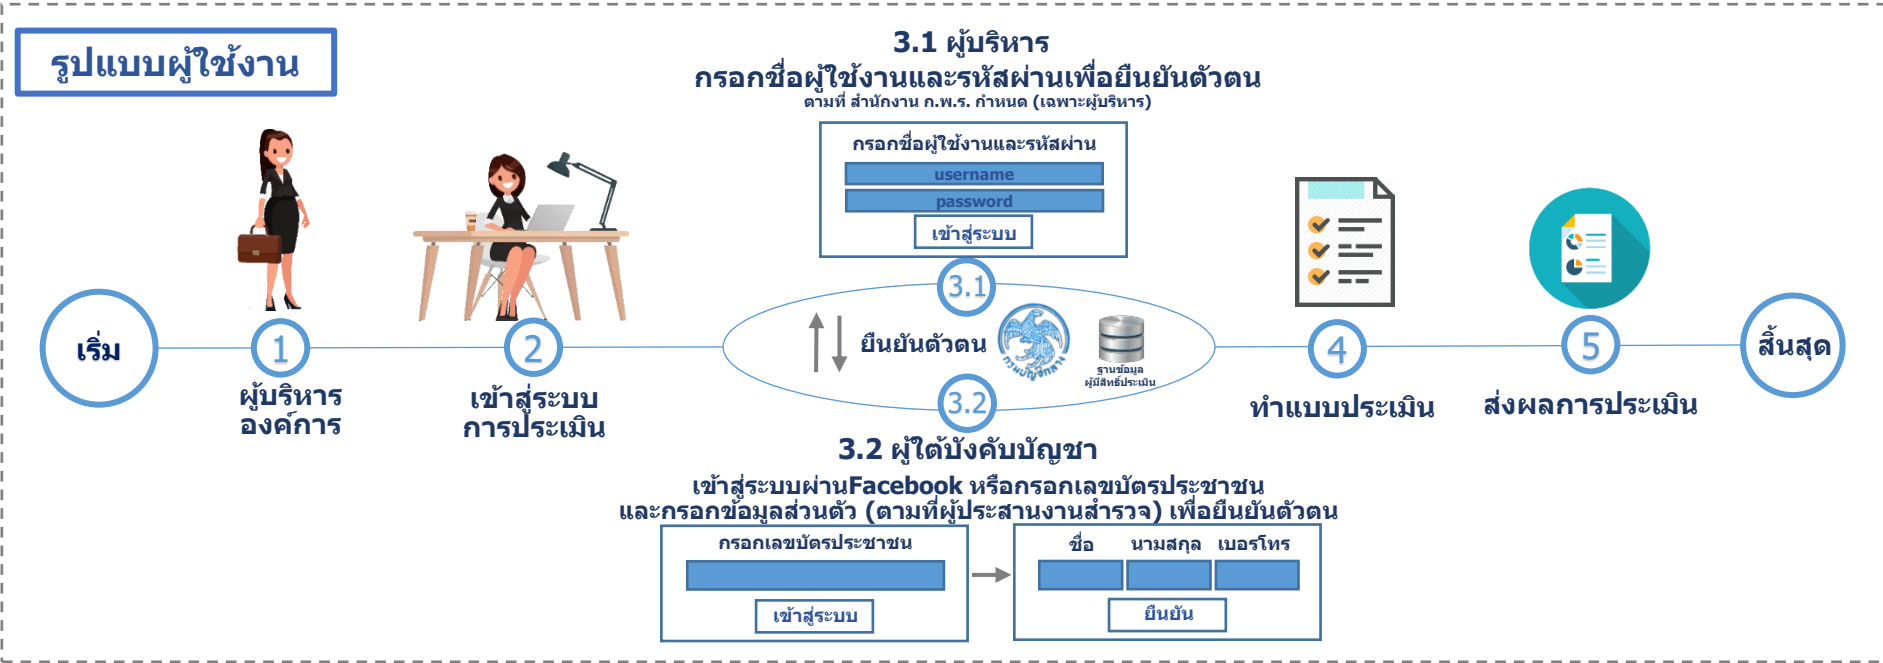 รูปแบบผู้ใช้งาน
3.1 ผู้บริหาร
กรอกชื่อผู้ใช้งานและรหัสผ่านเพื่อยืนยันตัวตน
ตามที่ สำนักงาน ก.พ.ร. กำหนด (เฉพาะผู้บริหาร)
กรอกชื่อผู้ใช้งานและรหัสผ่าน
username
password
เข้าสู่ระบบ
3.1
เริ่ม
1
ผู้บริหาร
องค์การ
2
เข้าสู่ระบบ
การประเมิน
ยืนยันตัวตน
กรมบัญชีกลาง
ฐานข้อมูล
ผู้มีสิทธิ์ประเมิน
4
ทำแบบประเมิน
5
ส่งผลการประเมิน
สิ้นสุด
3.2
3.2 ผู้ใต้บังคับบัญชา
เข้าสู่ระบบผ่านFacebook หรือกรอกเลขบัตรประชาชน
และกรอกข้อมูลส่วนตัว (ตามที่ผู้ประสานงานสำรวจ) เพื่อยืนยันตัวตน
กรอกเลขบัตรประชาชน
เข้าสู่ระบบ
ชื่อ นามสกุล เบอรโทร
ยืนยัน